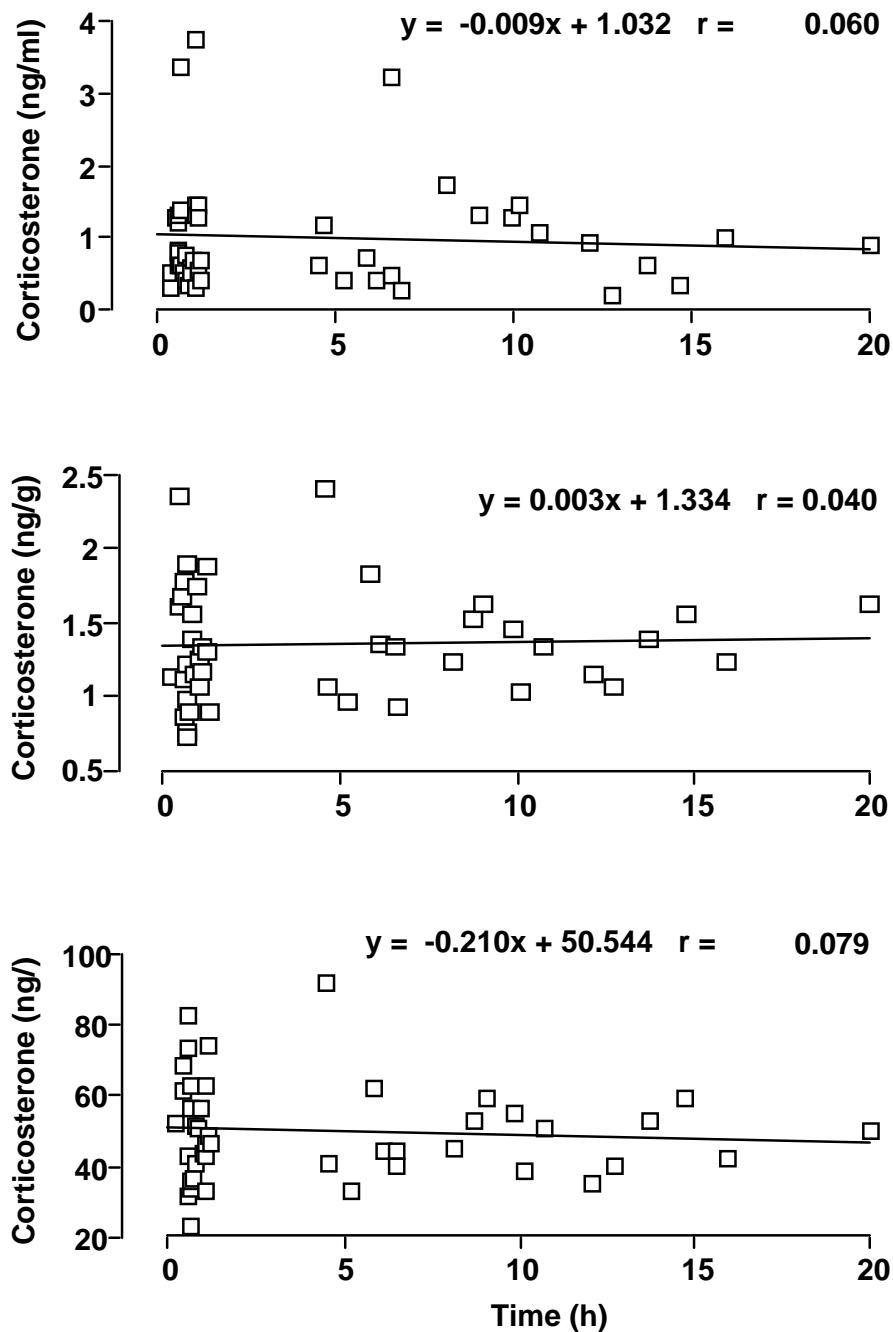 y = -0.009x + 1.032 r = 0.060
Corticosterone (ng/ml)
4
3
2
1
0
0 5 10 15 20
y = 0.003x + 1.334 r = 0.040
Corticosterone (ng/g)
2.5
2
1.5
1
0.5
0 5 10 15 20
y = -0.210x + 50.544 r = 0.079
Corticosterone (ng/)
100
80
60
40
20
0 5 10 15 20
Time (h)